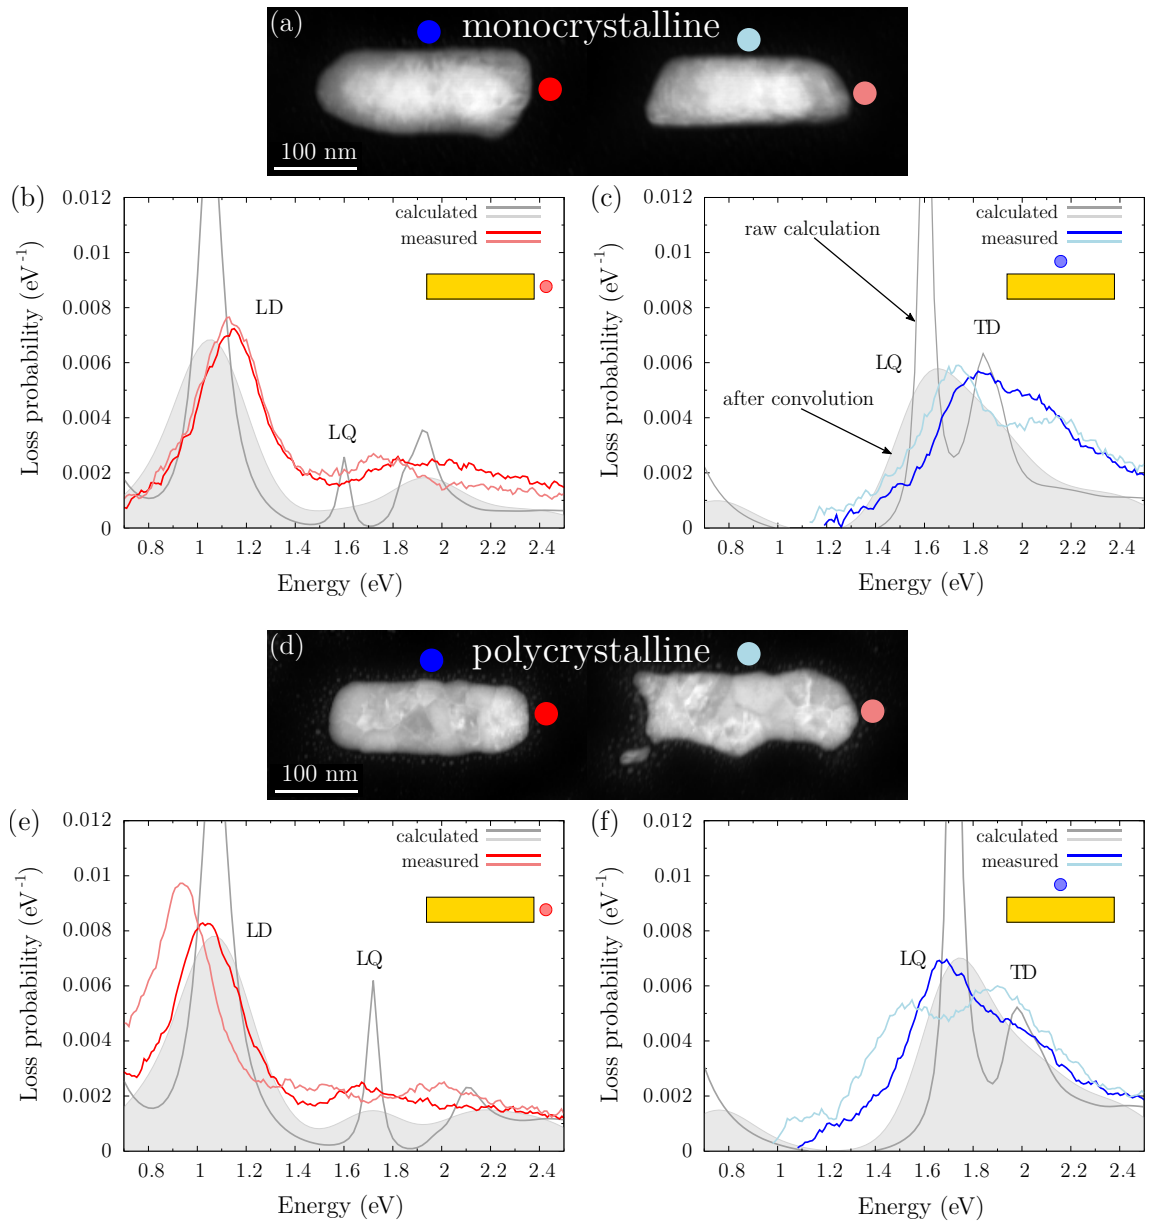 (a) monocrystalline
100 nm
(b)
Loss probability (eV-1)
0.012
0.01
0.008
0.006
0.004
0.002
0
calculated
measured
LD
LQ
0.8 1 1.2 1.4 1.6 1.8 2 2.2 2.4
Energy (eV)
(c)
Loss probability (eV-1)
0.012
0.01
0.008
0.006
0.004
0.002
0
calculated
measured
raw calculation
TD
LQ
after convolution
0.8 1 1.2 1.4 1.6 1.8 2 2.2 2.4
Energy (eV)
(d) polycrystalline
100 nm
(e)
Loss probability (eV-1)
0.012
0.01
0.008
0.006
0.004
0.002
0
calculated
measured
LD
LQ
0.8 1 1.2 1.4 1.6 1.8 2 2.2 2.4
Energy (eV)
(f)
Loss probability (eV-1)
0.012
0.01
0.008
0.006
0.004
0.002
0
calculated
measured
LQ
TD
0.8 1 1.2 1.4 1.6 1.8 2 2.2 2.4
Energy (eV)